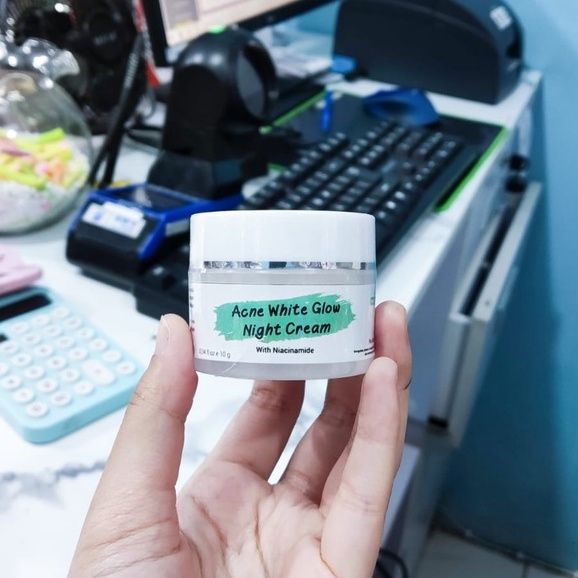 Acne White Glow
Night Cream
With Niacinamide